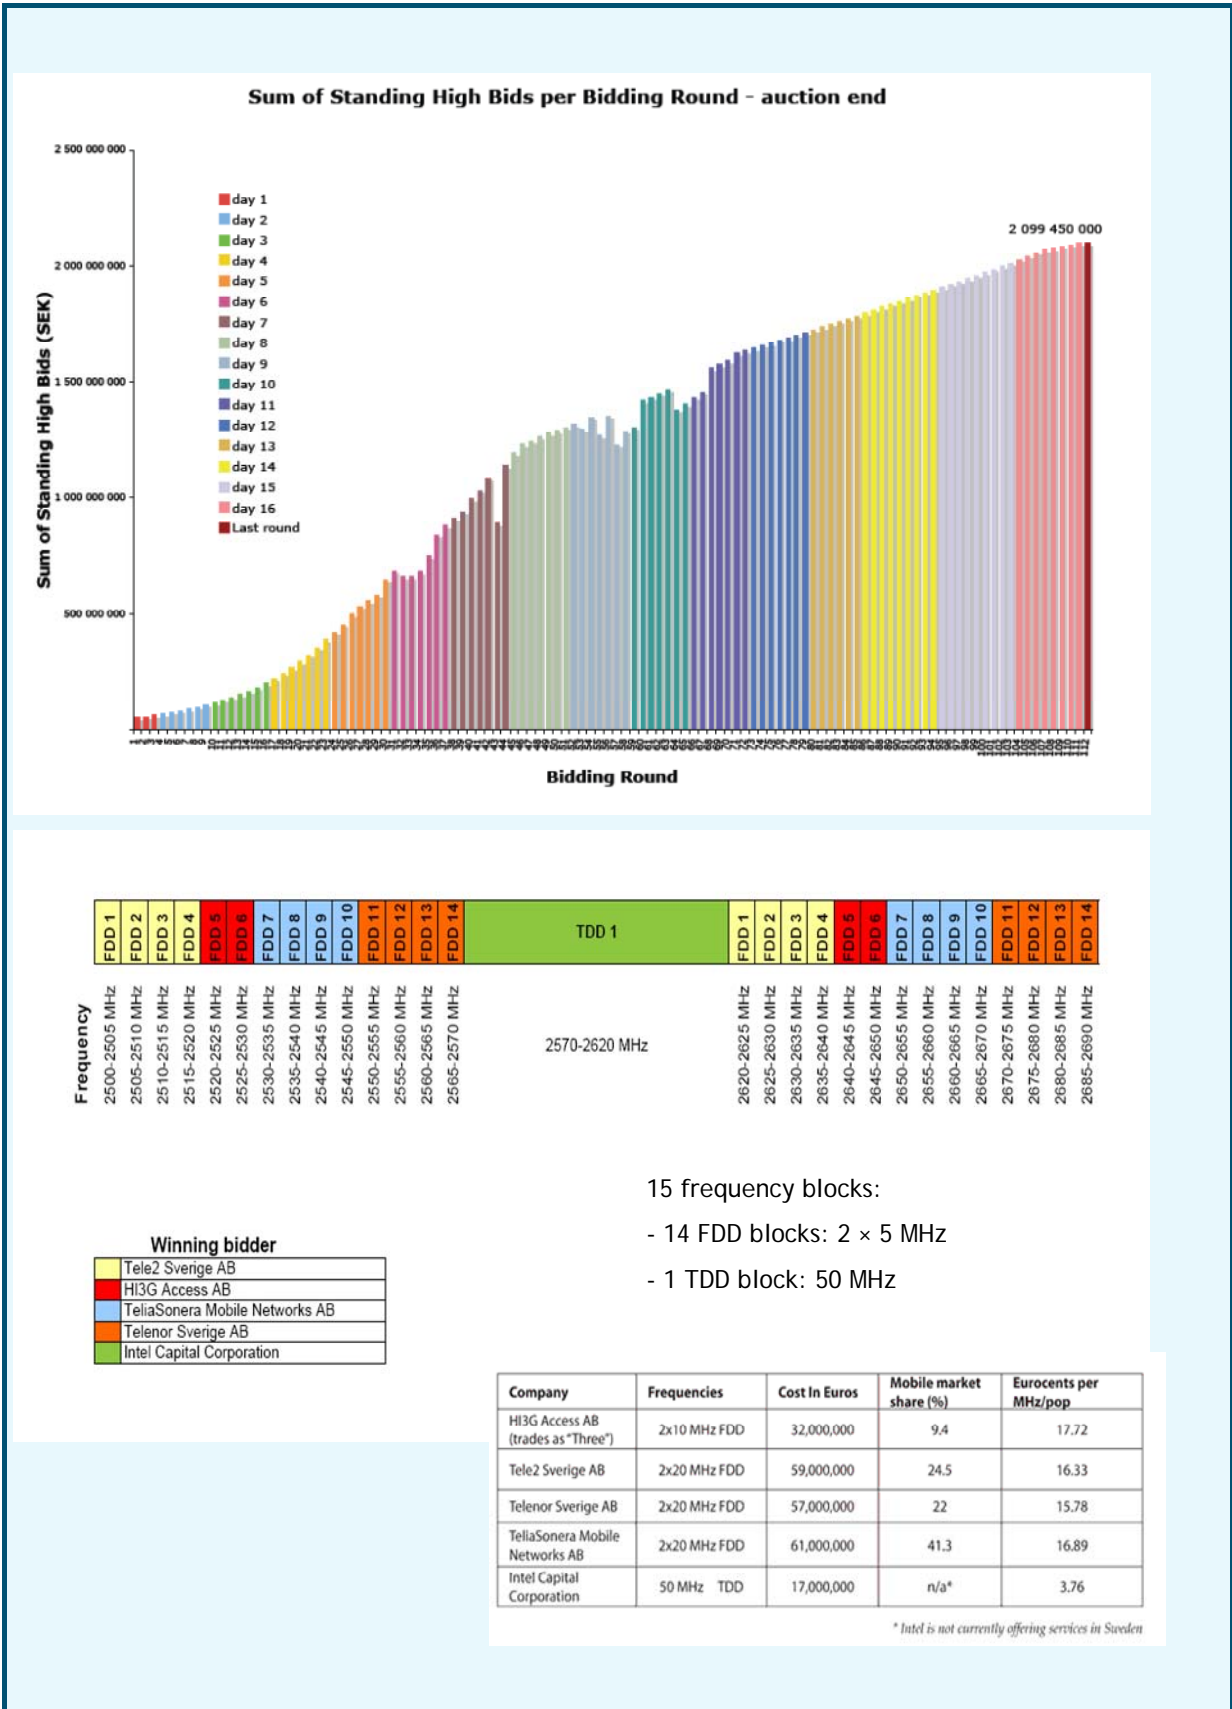 Sum of Standing High Bids per Bidding Round - auction end
2 500 000 000
2 000 000 000
1 500 000 000
1 000 000 000
500 000 000
Sum of Standing High Bids (SEK)
day 1
day 2
day 3
day 4
day 5
day 6
day 7
day 8
day 9
day 10
day 11
day 12
day 13
day 14
day 15
day 16
Last round
2 099 450 000
Bidding Round
FDD 1
FDD 2
FDD 3
FDD 4
FDD 5
FDD 6
FDD 7
FDD 8
FDD 9
FDD 10
FDD 11
FDD 12
FDD 13
FDD 14
TDD 1
FDD 1
FDD 2
FDD 3
FDD 4
FDD 5
FDD 6
FDD 7
FDD 8
FDD 9
FDD 10
FDD 11
FDD 12
FDD 13
FDD 14
Frequency
2500-2505 MHz
2505-2510 MHz
2510-2515 MHz
2515-2520 MHz
2520-2525 MHz
2525-2530 MHz
2530-2535 MHz
2535-2540 MHz
2540-2545 MHz
2545-2550 MHz
2550-2555 MHz
2555-2560 MHz
2560-2565 MHz
2565-2570 MHz
2570-2620 MHz
2620-2625 MHz
2625-2630 MHz
2630-2635 MHz
2635-2640 MHz
2640-2645 MHz
2645-2650 MHz
2650-2655 MHz
2655-2660 MHz
2660-2665 MHz
2665-2670 MHz
2670-2675 MHz
2675-2680 MHz
2680-2685 MHz
2685-2690 MHz
15 frequency blocks:
- 14 FDD blocks: 2 × 5 MHz
- 1 TDD block: 50 MHz
Winning bidder
Tele2 Sverige AB
HI3G Access AB
TeliaSonera Mobile Networks AB
Telenor Sverige AB
Intel Capital Corporation
Company Frequencies Cost In Euros Mobile market share (%) Eurocents per MHz/pop
HI3G Access AB (trades as "Three") 2x10 MHz FDD 32,000,000 9.4 17.72
Tele2 Sverige AB 2x20 MHz FDD 59,000,000 24.5 16.33
Telenor Sverige AB 2x20 MHz FDD 57,000,000 22 15.78
TeliaSonera Mobile Networks AB 2x20 MHz FDD 61,000,000 41.3 16.89
Intel Capital Corporation 50 MHz TDD 17,000,000 n/a* 3.76
* Intel is not currently offering services in Sweden